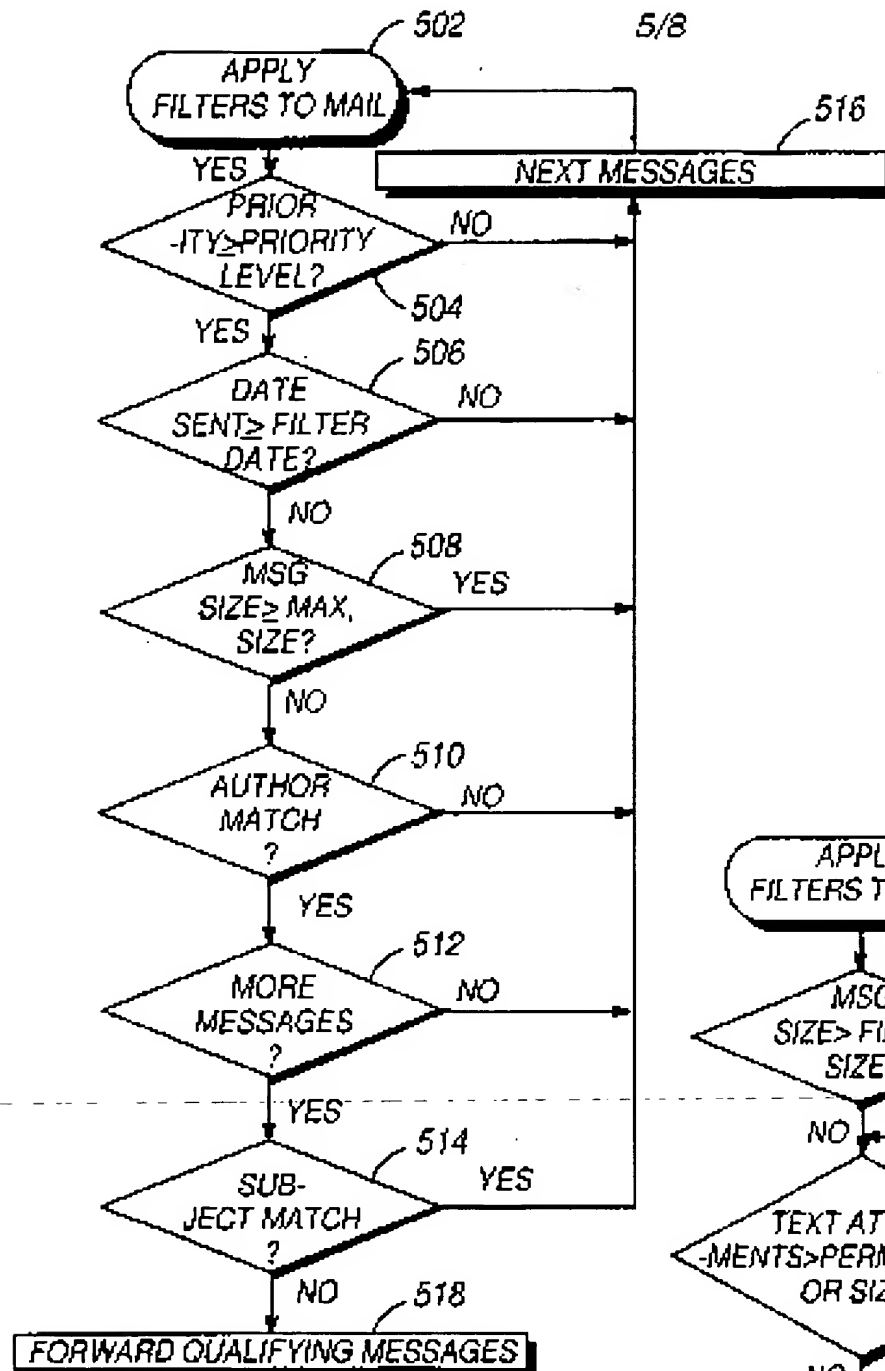 502
5/8
APPLY
FILTERS TO MAIL
516
NEXT MESSAGES
YES
PRIOR
-ITY≥PRIORITY
LEVEL?
NO
504
YES
506
DATE
SENT≥ FILTER
DATE?
NO
NO
508
MSG
SIZE≥ MAX,
SIZE?
YES
NO
510
AUTHOR
MATCH
?
NO
YES
512
MORE
MESSAGES
?
NO
YES
514
SUB-
JECT MATCH
?
YES
NO
518
FORWARD QUALIFYING MESSAGES
APPL
FILTERS T
MSG
SIZE> FIL
SIZE
NO
TEXT AT
-MENTS>PERM
OR SIZ
NO